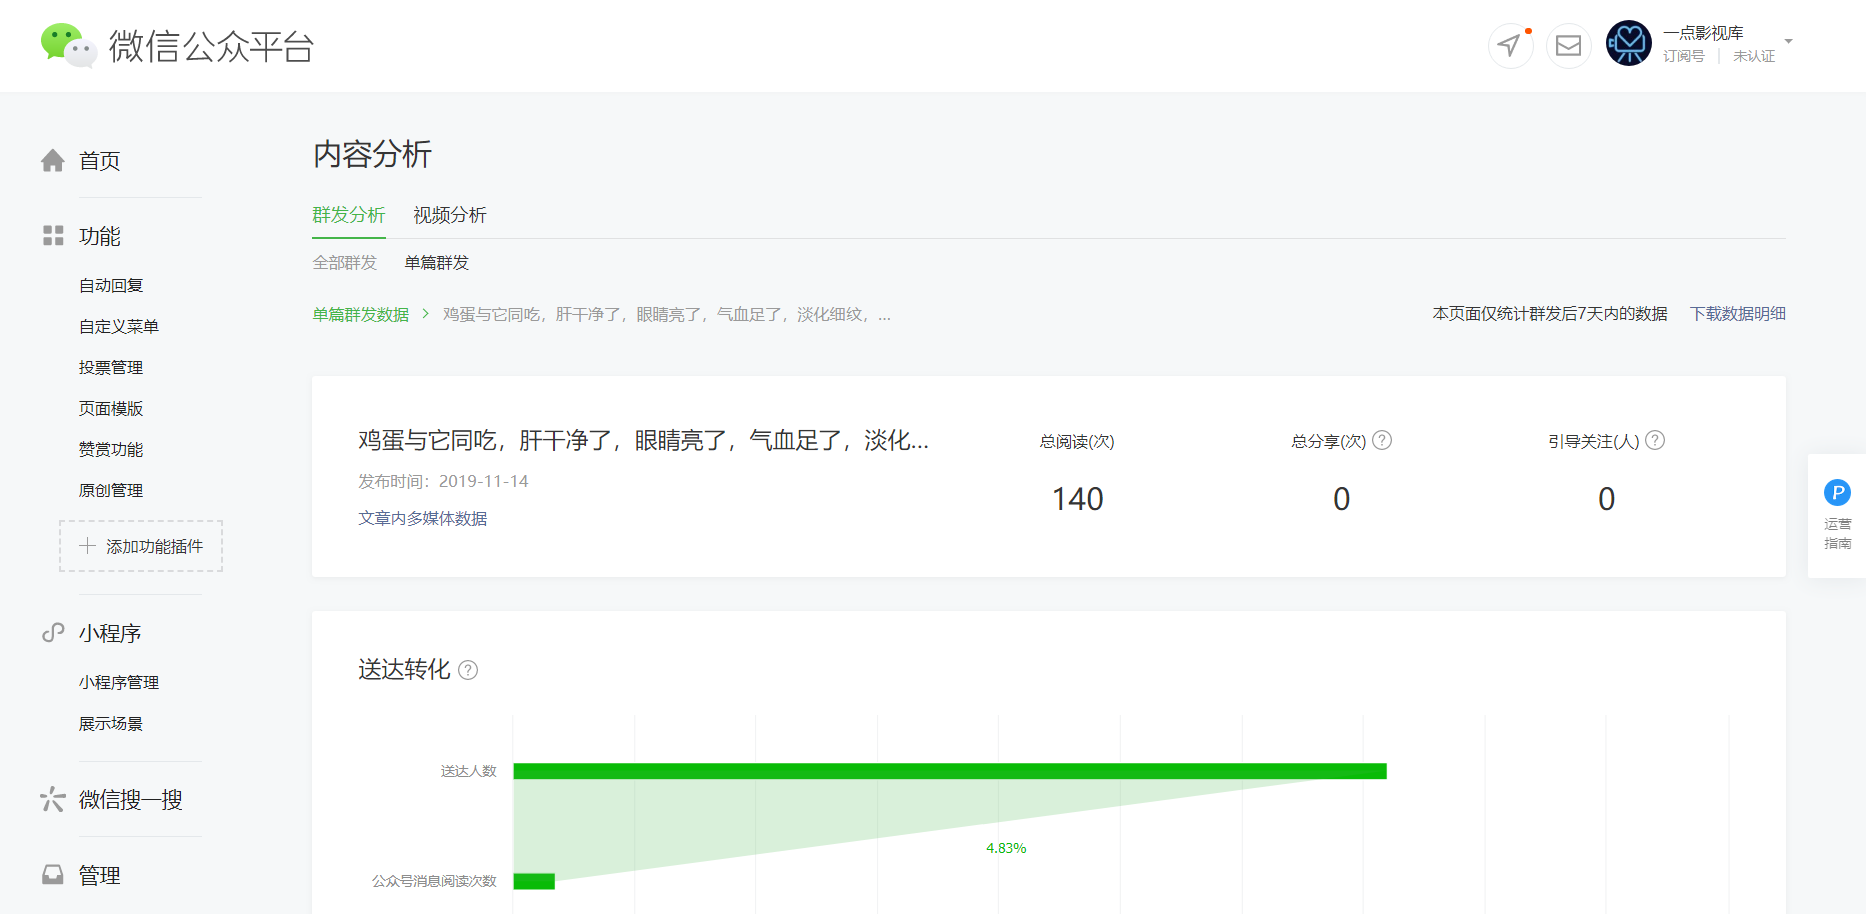 微信公众平台
一点影视库
订阅号 未认证
首页
功能
自动回复
自定义菜单
投票管理
页面模版
赞赏功能
原创管理
添加功能插件
小程序
小程序管理
展示场景
微信搜一搜
管理
内容分析
群发分析 视频分析
全部群发 单篇群发
单篇群发数据 > 鸡蛋与它同吃，肝干净了，眼睛亮了，气血足了，淡化细纹，...
本页面仅统计群发后7天内的数据 下载数据明细
鸡蛋与它同吃，肝干净了，眼睛亮了，气血足了，淡化...
发布时间：2019-11-14
文章内多媒体数据
总阅读(次)
140
总分享(次) ?
0
引导关注(人) ?
0
送达转化 ?
送达人数
4.83%
公众号消息阅读次数
P
运营
指南